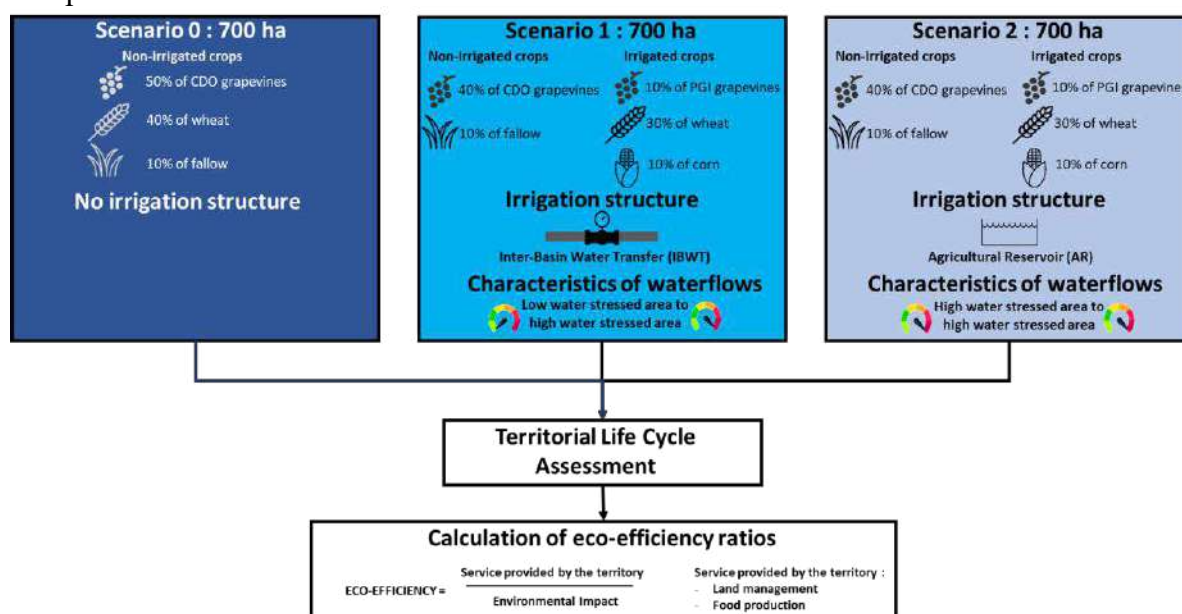 Scenario 0 : 700 ha
Non-Irrigated crops
50% of CDO grapevines
40% of wheat
10% of fallow
No irrigation structure
Scenario 1 : 700 ha
Non-Irrigated crops
Irrigated crops
40% of CDO grapevines
10% of PGI grapevines
10% of fallow
30% of wheat
10% of corn
Irrigation structure
Inter-Basin Water Transfer (IBWT)
Characteristics of waterflows
Low water stressed area to
high water stressed area
Scenario 2 : 700 ha
Non-Irrigated crops
Irrigated crops
40% of CDO grapevines
10% of PGI grapevine
10% of fallow
30% of wheat
10% of corn
Irrigation structure
Agricultural Reservoir (AR)
Characteristics of waterflows
High water stressed area to
high water stressed area
Territorial Life Cycle
Assessment
Calculation of eco-efficiency ratios
ECO-EFFICIENCY =
Service provided by the territory
Environmental Impact
Service provided by the territory :
- Land management
- Food production